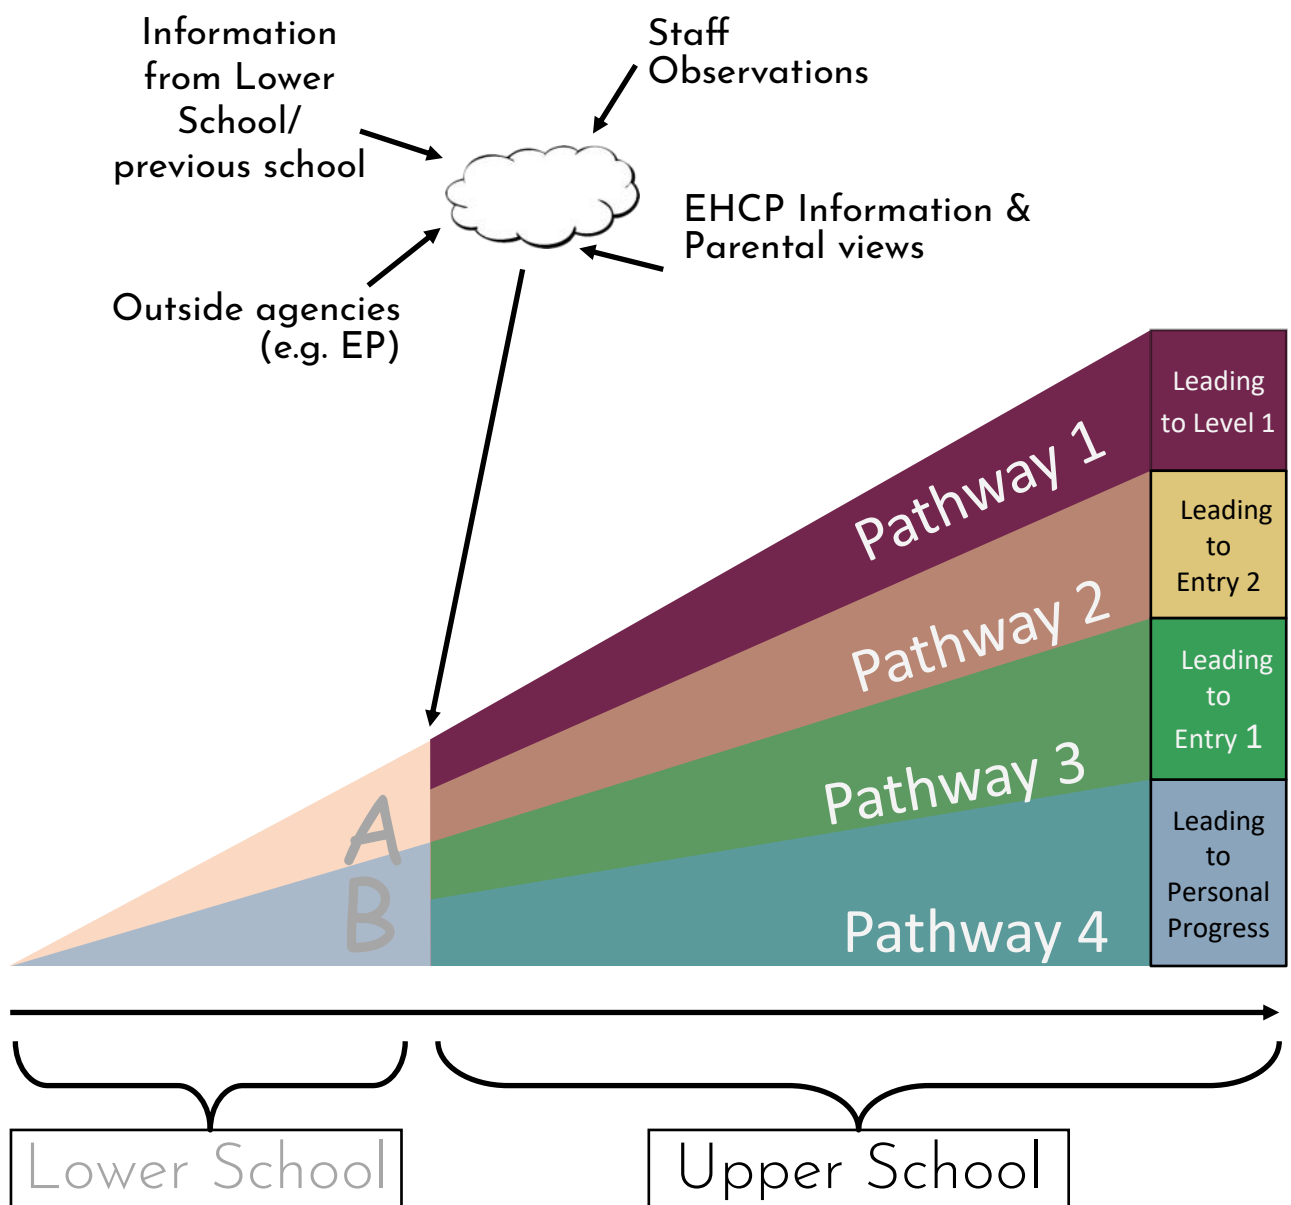 Information
from Lower
School/
previous school
Staff
Observations
EHCP Information &
Parental views
Outside agencies
(e.g. EP)
Pathway 1
Pathway 2
Pathway 3
Pathway 4
Leading
to Level 1
Leading
to
Entry 2
Leading
to
Entry 1
Leading
to
Personal
Progress
A
B
Lower School
Upper School